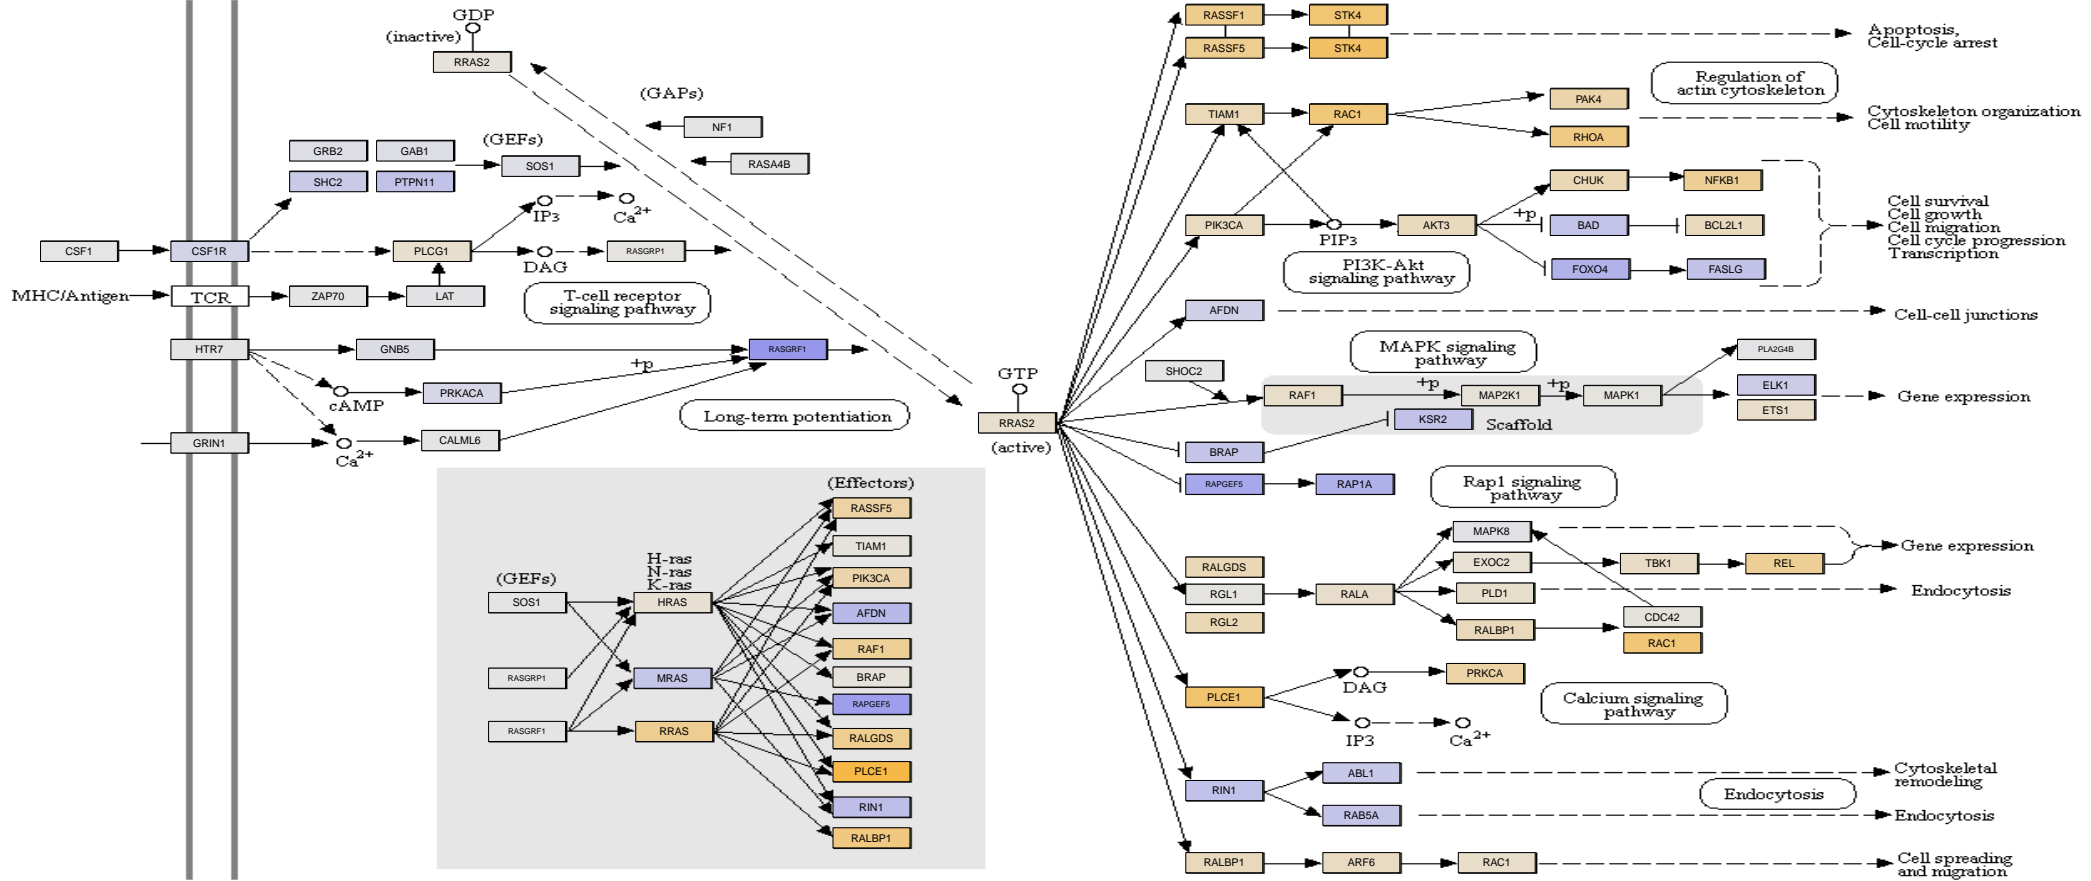 GDP
(inactive)
RRAS2
(GAPs)
NF1
RASA4B
(GEFs)
GRB2
GAB1
SOS1
SHC2
PTPN11
IP3
Ca2+
CSF1
CSF1R
PLCG1
DAG
RASGRP1
MHC/Antigen
TCR
ZAP70
LAT
T-cell receptor
signaling pathway
HTR7
GNB5
RASGRF1
+p
cAMP
PRKACA
Long-term potentiation
GRIN1
Ca2+
CALML6
GTP
RRAS2
(active)
(Effectors)
RASSF5
TIAM1
H-ras
N-ras
K-ras
(GEFs)
PIK3CA
SOS1
HRAS
AFDN
RAF1
RASGRP1
MRAS
BRAP
RAPGEF5
RASGRF1
RRAS
RALGDS
PLCE1
RIN1
RALBP1
RASSF1
STK4
RASSF5
STK4
Apoptosis,
Cell-cycle arrest
Regulation of
actin cytoskeleton
TIAM1
RAC1
PAK4
RHOA
Cytoskeleton organization
Cell motility
CHUK
NFKB1
PIK3CA
PIP3
AKT3
+p
BAD
BCL2L1
FOXO4
FASLG
Cell survival
Cell growth
Cell migration
Cell cycle progression
Transcription
PI3K-Akt
signaling pathway
AFDN
Cell-cell junctions
MAPK signaling
pathway
SHOC2
RAF1
+p
MAP2K1
+p
MAPK1
PLA2G4B
ELK1
ETS1
Gene expression
KSR2
Scaffold
BRAP
RAPGEF5
RAP1A
Rap1 signaling
pathway
MAPK8
EXOC2
TBK1
REL
Gene expression
RALGDS
RGL1
RALA
PLD1
Endocytosis
RGL2
RALBP1
CDC42
RAC1
PLCE1
DAG
PRKCA
IP3
Ca2+
Calcium signaling
pathway
RIN1
ABL1
Cytoskeletal
remodeling
Endocytosis
RAB5A
Endocytosis
RALBP1
ARF6
RAC1
Cell spreading
and migration